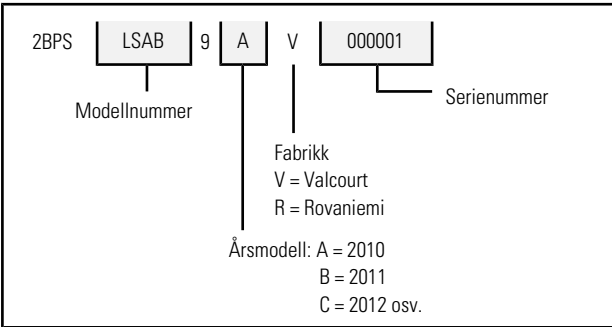 2BPS LSAB 9 A V 000001
Modellnummer
Serienummer
Fabrikk
V = Valcourt
R = Rovaniemi
Årsmodell: A = 2010
B = 2011
C = 2012 osv.